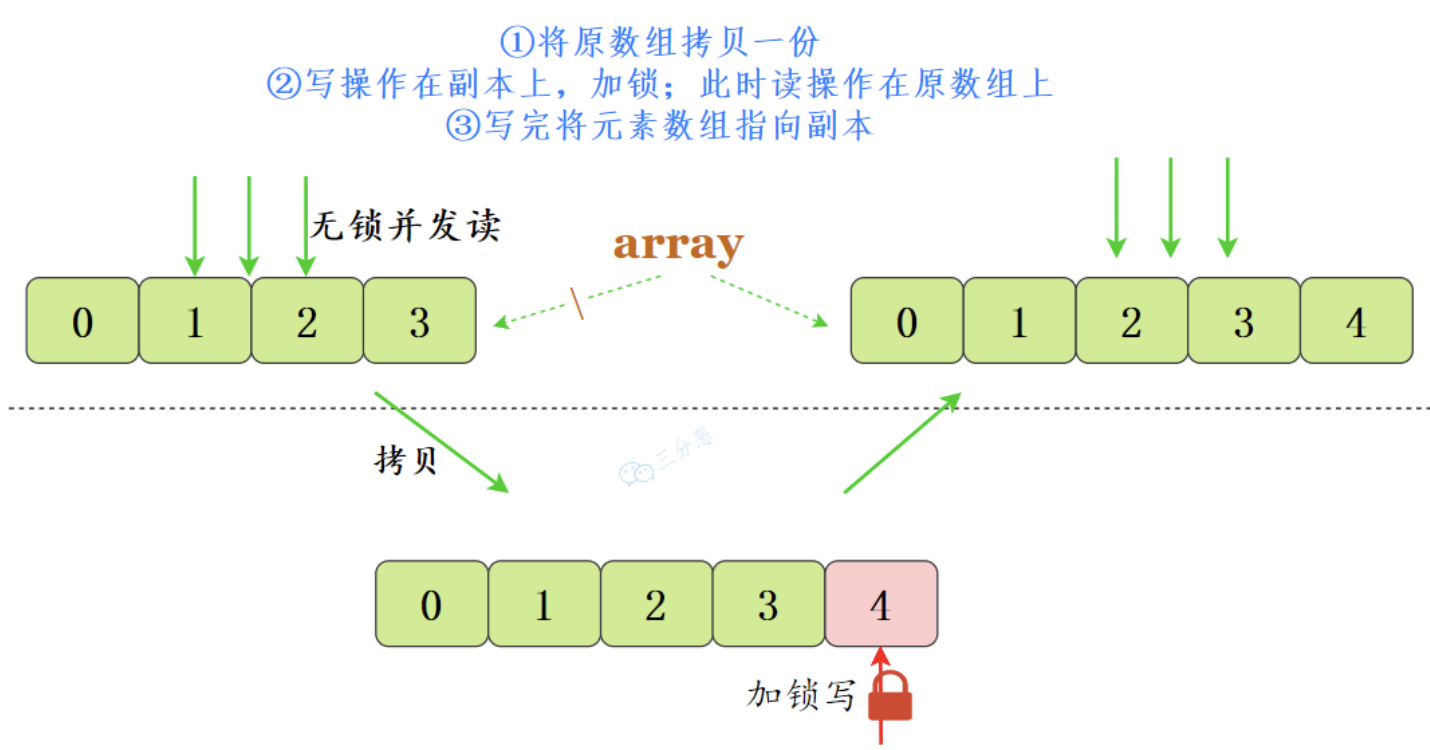 ①将原数组拷贝一份
②写操作在副本上，加锁；此时读操作在原数组上
③写完将元素数组指向副本
无锁并发读
array
0 1 2 3
0 1 2 3 4
拷贝
三分恶
0 1 2 3 4
加锁写